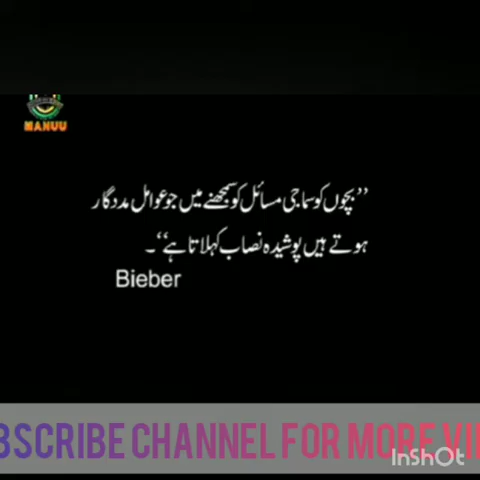 InShOt
MANUU
’’بچوں کو سماجی مسائل کو سمجھنے میں جو عوامل مددگار
ہوتے ہیں پوشیدہ نصاب کہلاتا ہے‘‘۔
Bieber
BSCRIBE CHANNEL FOR MORE VI
InShOt